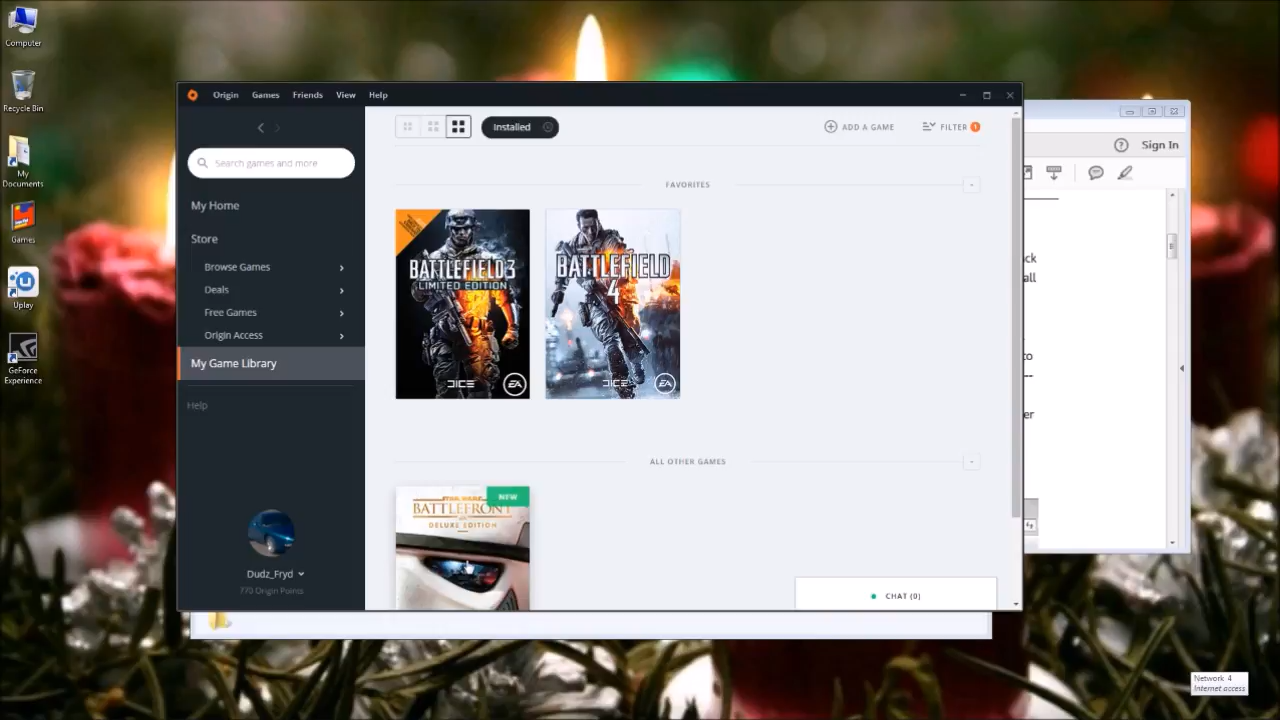 Computer
Recycle Bin
My
Documents
Games
Uplay
GeForce
Experience
Origin Games Friends View Help
Search games and more
My Home
Store
Browse Games
Deals
Free Games
Origin Access
My Game Library
Help
Dudz_Fryd
770 Origin Points
Installed
ADD A GAME
FILTER 1
FAVORITES
BATTLEFIELD 3
LIMITED EDITION
DICE
EA
BATTLEFIELD
4
DICE
EA
ALL OTHER GAMES
NEW
STAR WARS
BATTLEFRONT
DELUXE EDITION
CHAT (0)
Sign In
ck
all
to
--
er
Network 4
Internet access